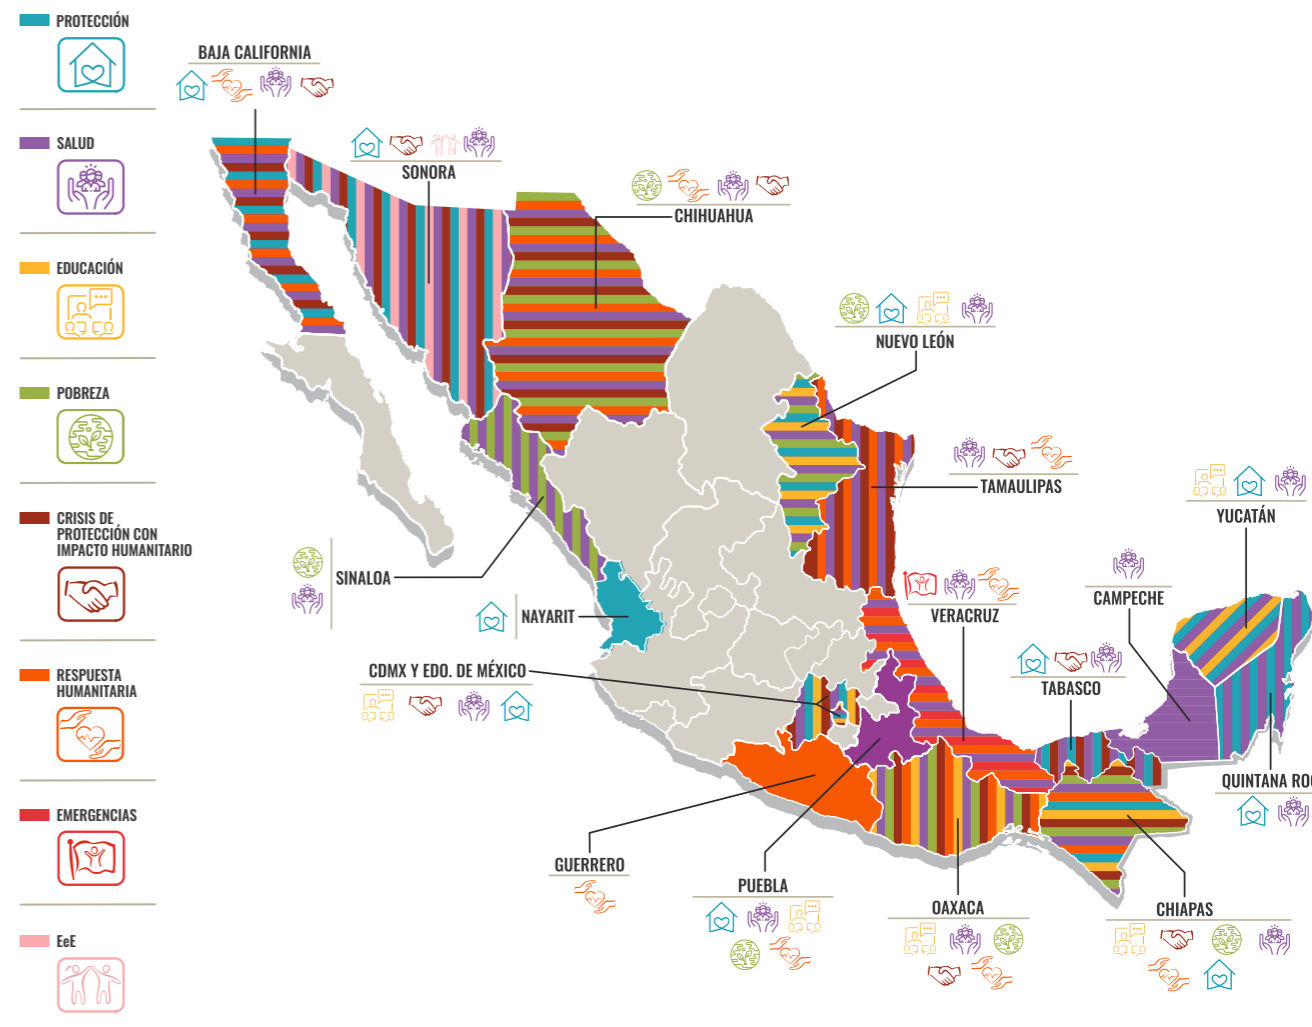 PROTECCIÓN
SALUD
EDUCACIÓN
POBREZA
CRISIS DE
PROTECCIÓN CON
IMPACTO HUMANITARIO
RESPUESTA
HUMANITARIA
EMERGENCIAS
EeE
BAJA CALIFORNIA
SONORA
CHIHUAHUA
NUEVO LEÓN
TAMAULIPAS
YUCATÁN
CAMPECHE
SINALOA
NAYARIT
VERACRUZ
CDMX Y EDO. DE MÉXICO
TABASCO
QUINTANA ROO
GUERRERO
PUEBLA
OAXACA
CHIAPAS